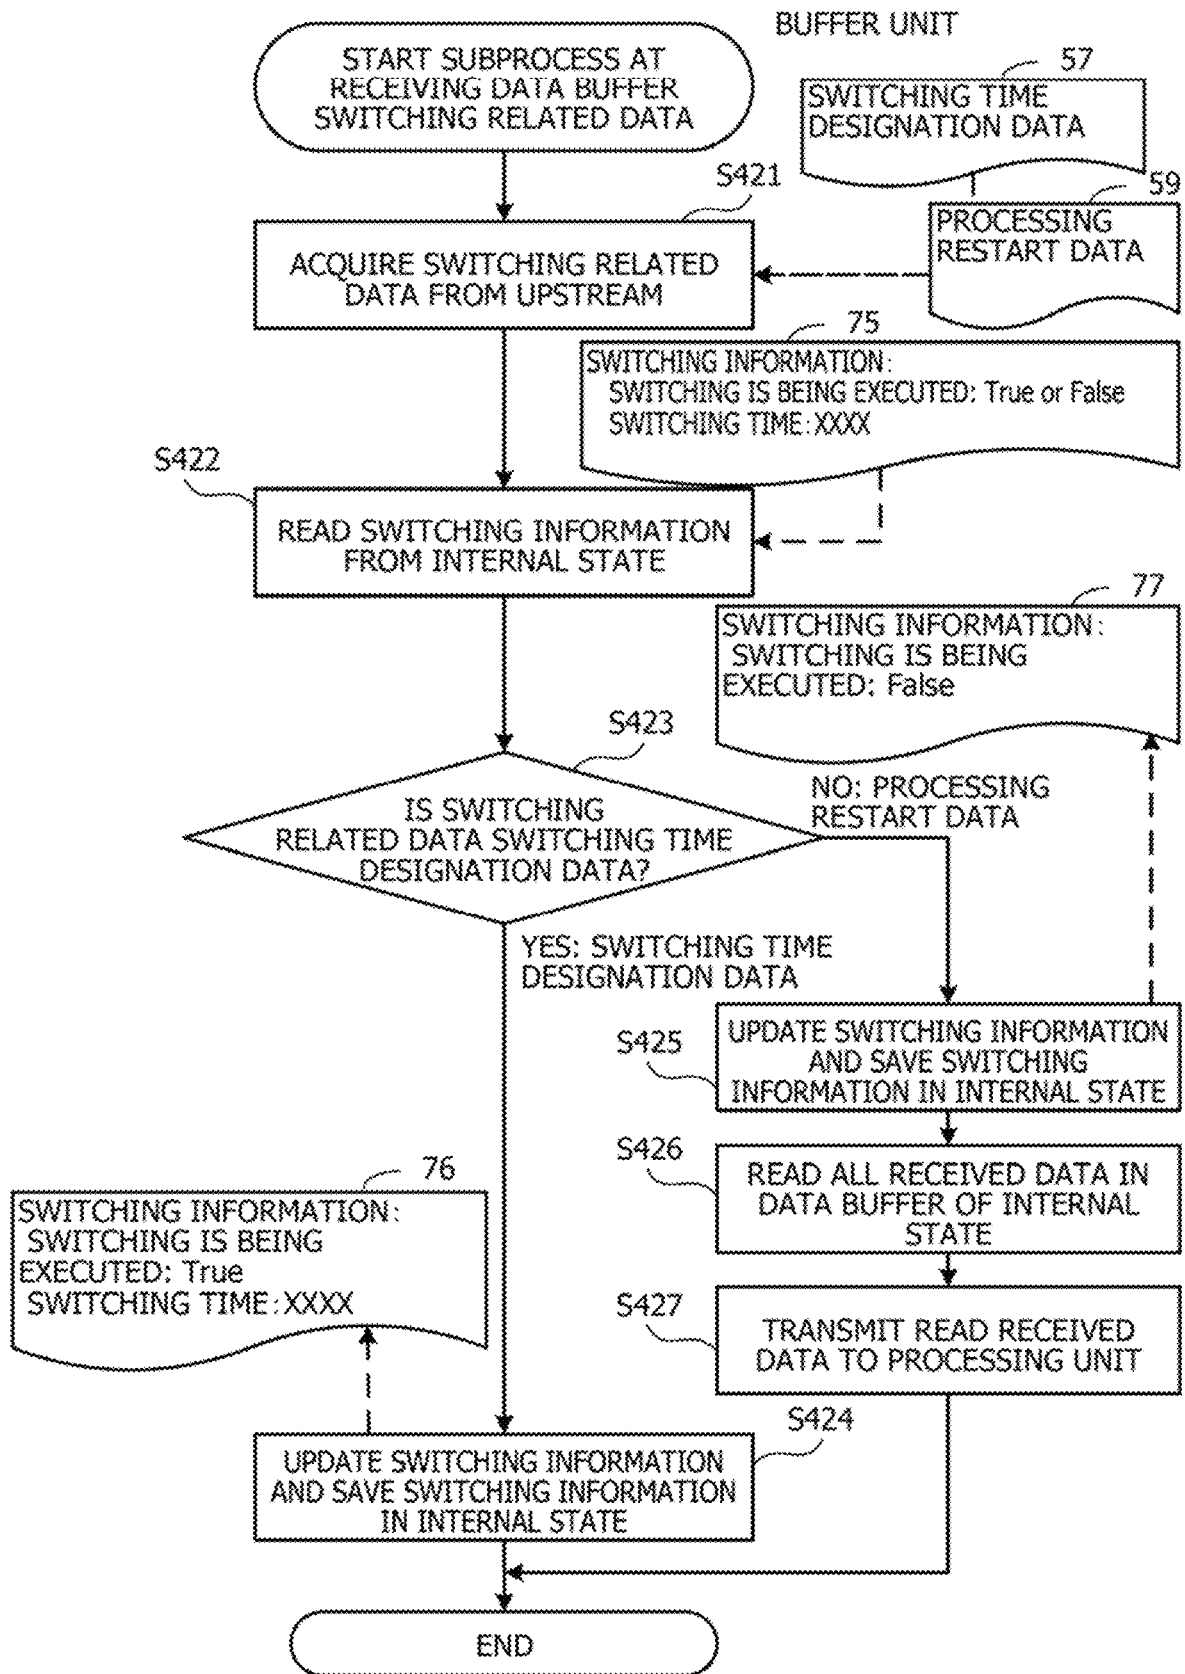 BUFFER UNIT
START SUBPROCESS AT
RECEIVING DATA BUFFER
SWITCHING RELATED DATA
57
SWITCHING TIME
DESIGNATION DATA
S421
59
PROCESSING
RESTART DATA
ACQUIRE SWITCHING RELATED
DATA FROM UPSTREAM
75
SWITCHING INFORMATION:
SWITCHING IS BEING EXECUTED: True or False
SWITCHING TIME:XXXX
S422
READ SWITCHING INFORMATION
FROM INTERNAL STATE
77
SWITCHING INFORMATION:
SWITCHING IS BEING
EXECUTED: False
S423
IS SWITCHING
RELATED DATA SWITCHING TIME
DESIGNATION DATA?
NO: PROCESSING
RESTART DATA
YES: SWITCHING TIME
DESIGNATION DATA
S425
UPDATE SWITCHING INFORMATION
AND SAVE SWITCHING
INFORMATION IN INTERNAL STATE
S426
READ ALL RECEIVED DATA IN
DATA BUFFER OF INTERNAL
STATE
76
SWITCHING INFORMATION:
SWITCHING IS BEING
EXECUTED: True
SWITCHING TIME:XXXX
S427
TRANSMIT READ RECEIVED
DATA TO PROCESSING UNIT
S424
UPDATE SWITCHING INFORMATION
AND SAVE SWITCHING INFORMATION
IN INTERNAL STATE
END